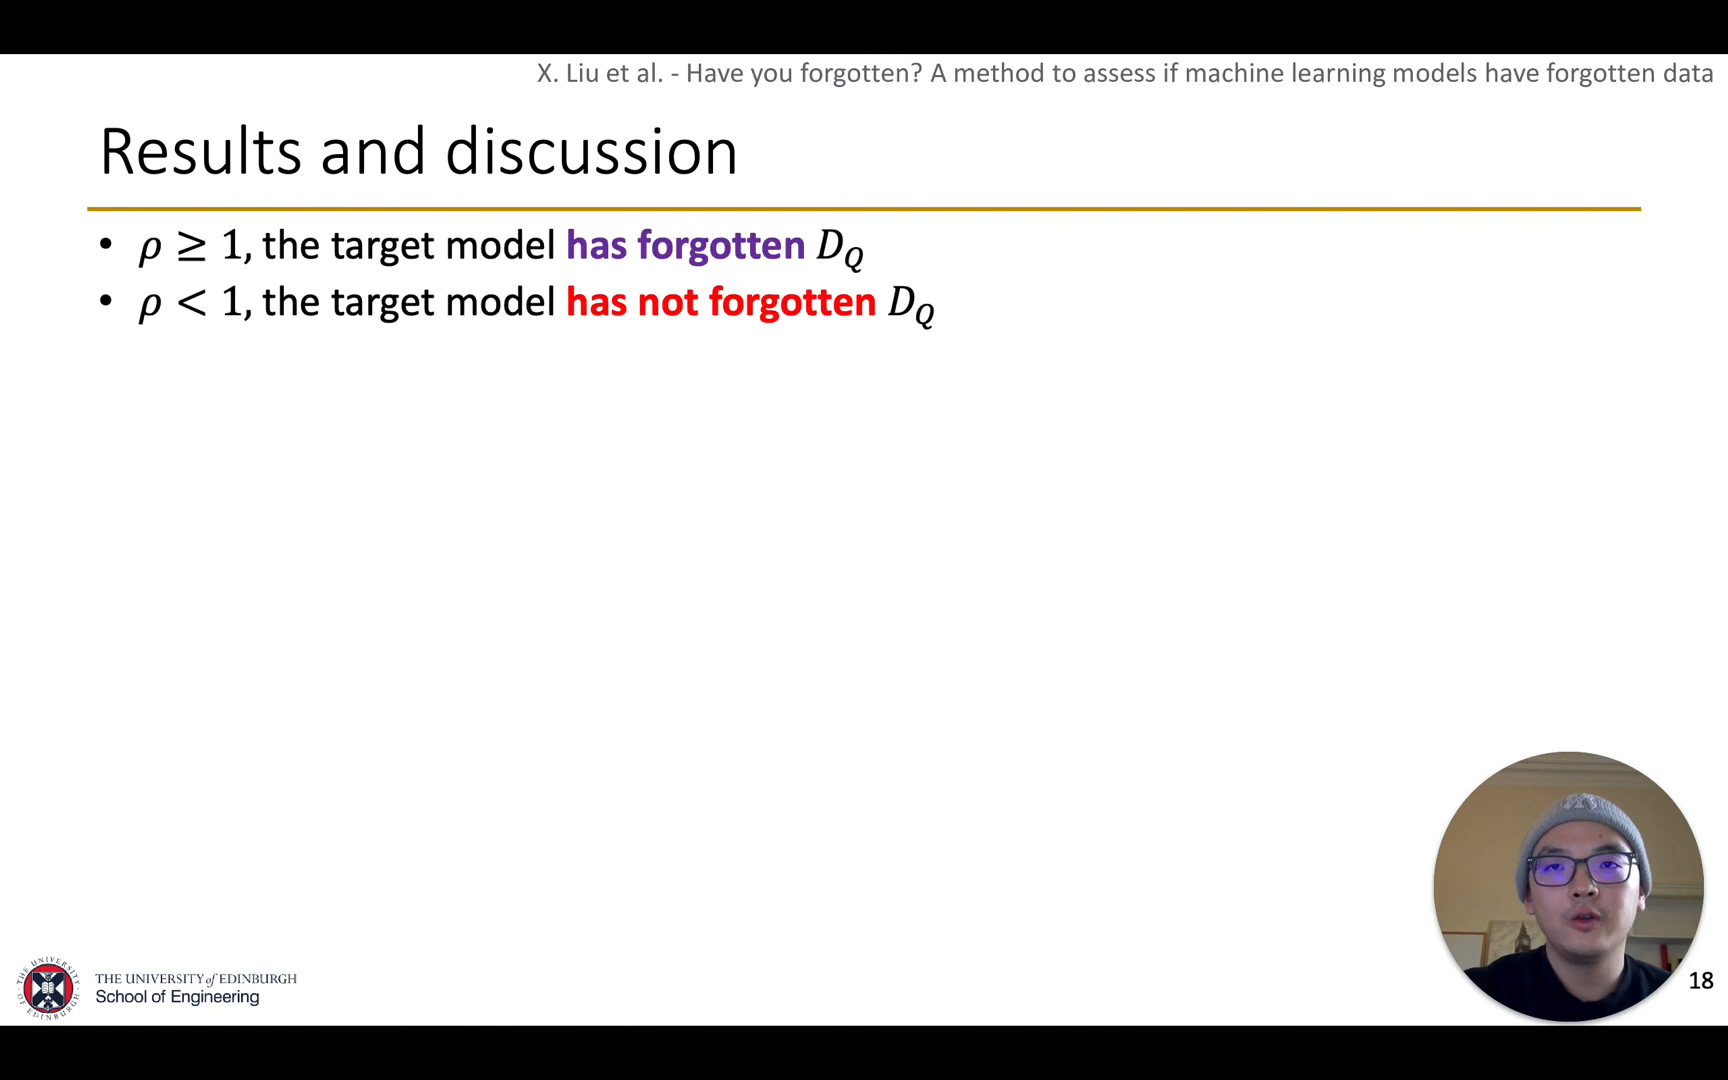 X. Liu et al. - Have you forgotten? A method to assess if machine learning models have forgotten data
Results and discussion
• ρ ≥ 1, the target model has forgotten D_Q
• ρ < 1, the target model has not forgotten D_Q
THE UNIVERSITY of EDINBURGH
School of Engineering
18